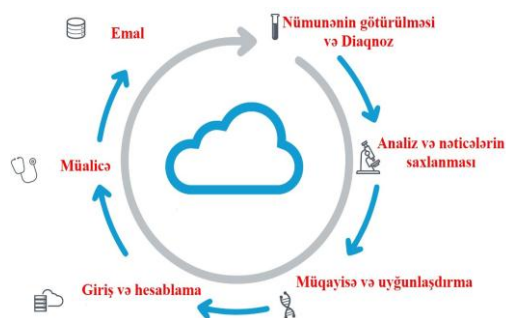 Emal
Nümunənin götürülməsi
və Diaqnoz
Analiz və nəticələrin
saxlanması
Müalicə
Müqayisə və uyğunlaşdırma
Giriş və hesablama